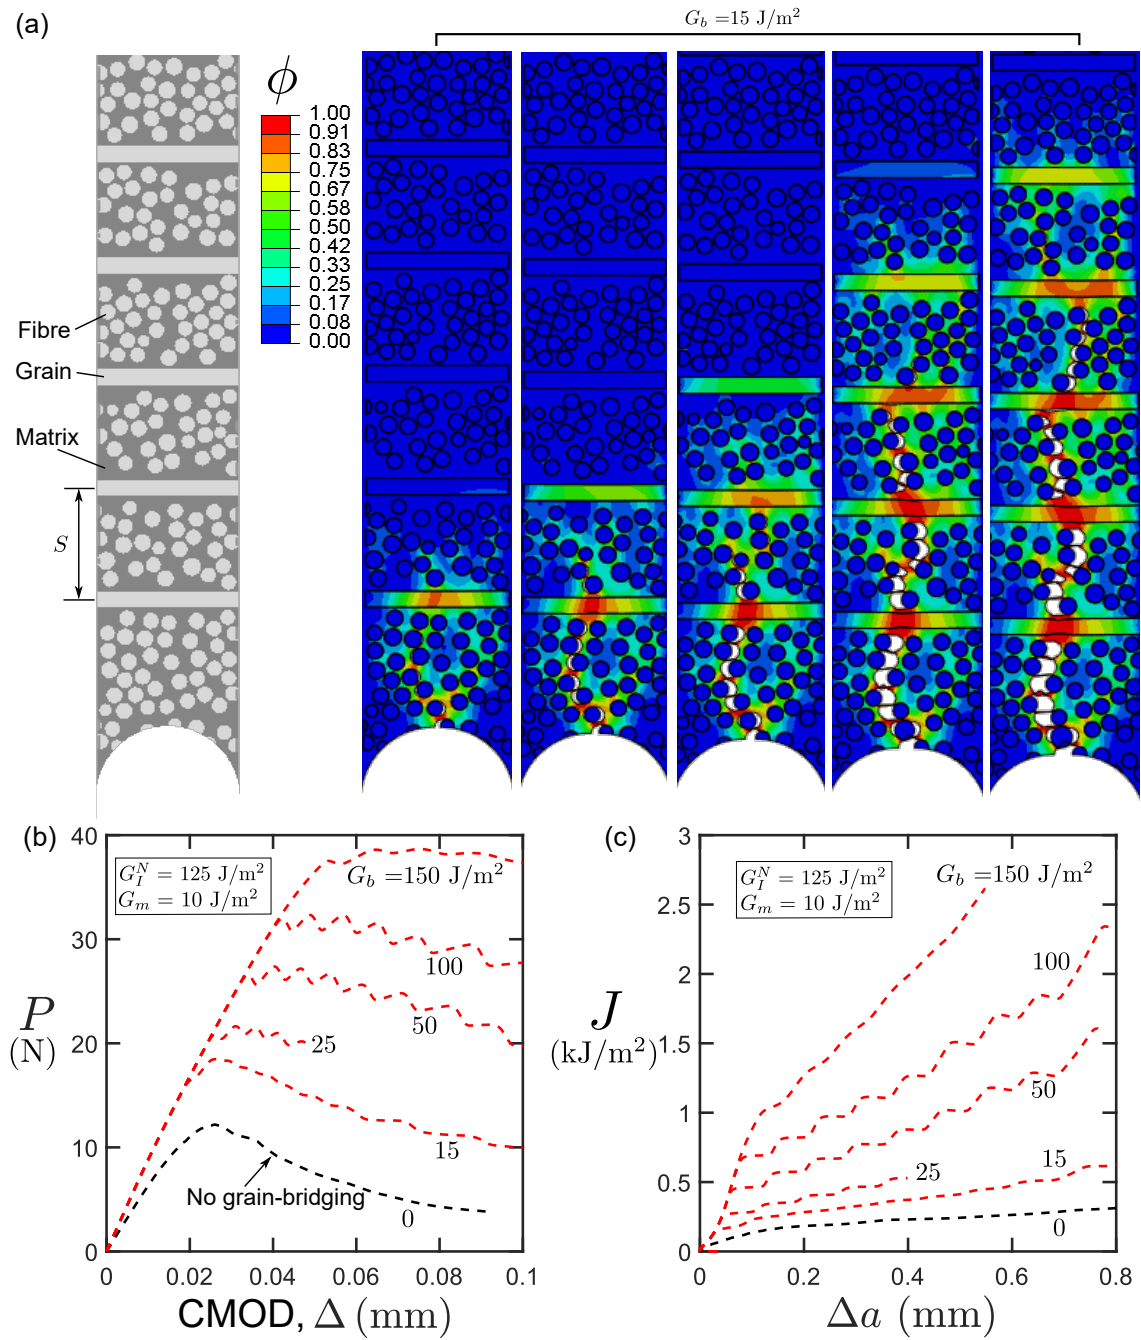 (a)
G_b =15 J/m²
ϕ
1.00
0.91
0.83
0.75
0.67
0.58
0.50
0.42
0.33
0.25
0.17
0.08
0.00
Fibre
Grain
Matrix
S
(b)
40
30
20
10
0
P
(N)
G_I^N = 125 J/m²
G_m = 10 J/m²
G_b =150 J/m²
100
50
25
15
No grain-bridging
0
0
0.02
0.04
0.06
0.08
0.1
CMOD, Δ (mm)
(c)
3
2.5
2
1.5
1
0.5
0
J
(kJ/m²)
G_I^N = 125 J/m²
G_m = 10 J/m²
G_b =150 J/m²
100
50
25
15
0
0
0.2
0.4
0.6
0.8
Δa (mm)